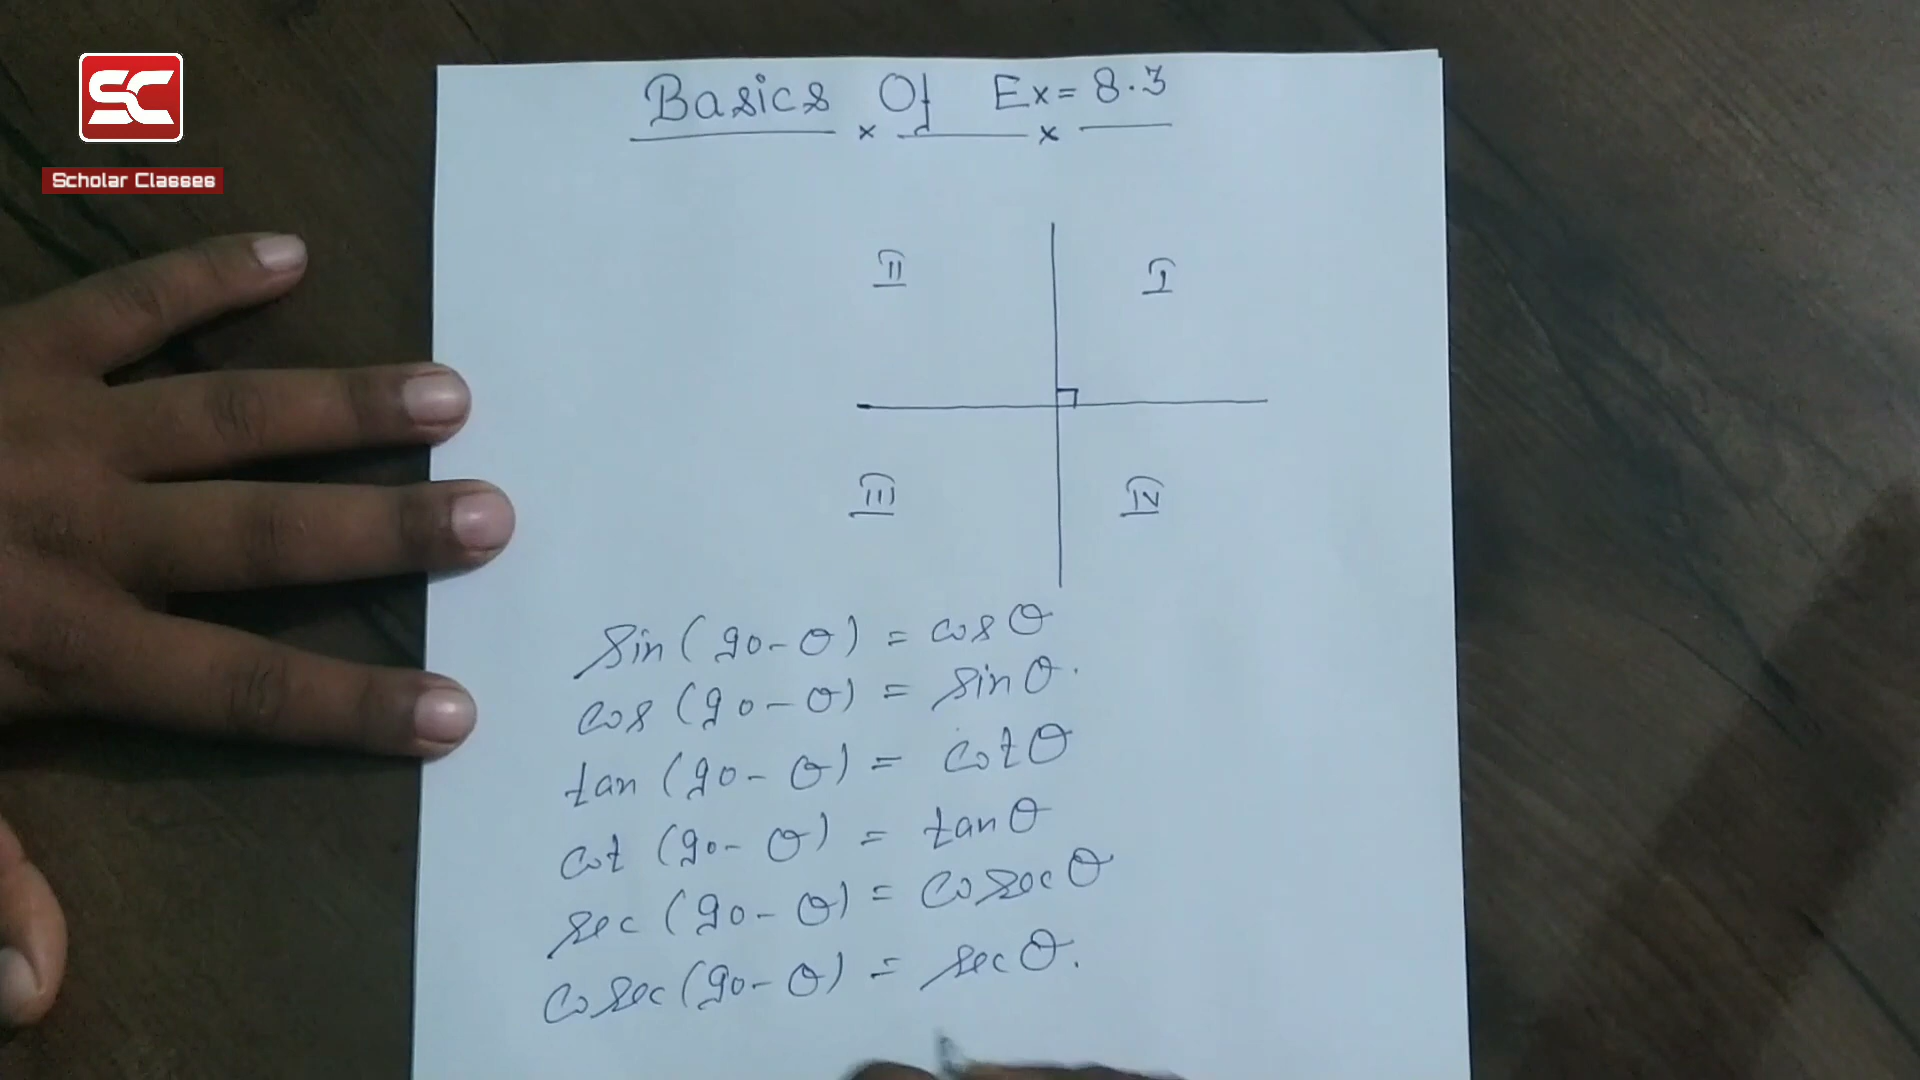 SC
Scholar Classes
Basics Of Ex = 8.3
II
I
III
IV
sin (90 - θ) = cos θ
cos (90 - θ) = sin θ.
tan (90 - θ) = cot θ
cot (90 - θ) = tan θ
sec (90 - θ) = cosec θ
cosec (90 - θ) = sec θ.